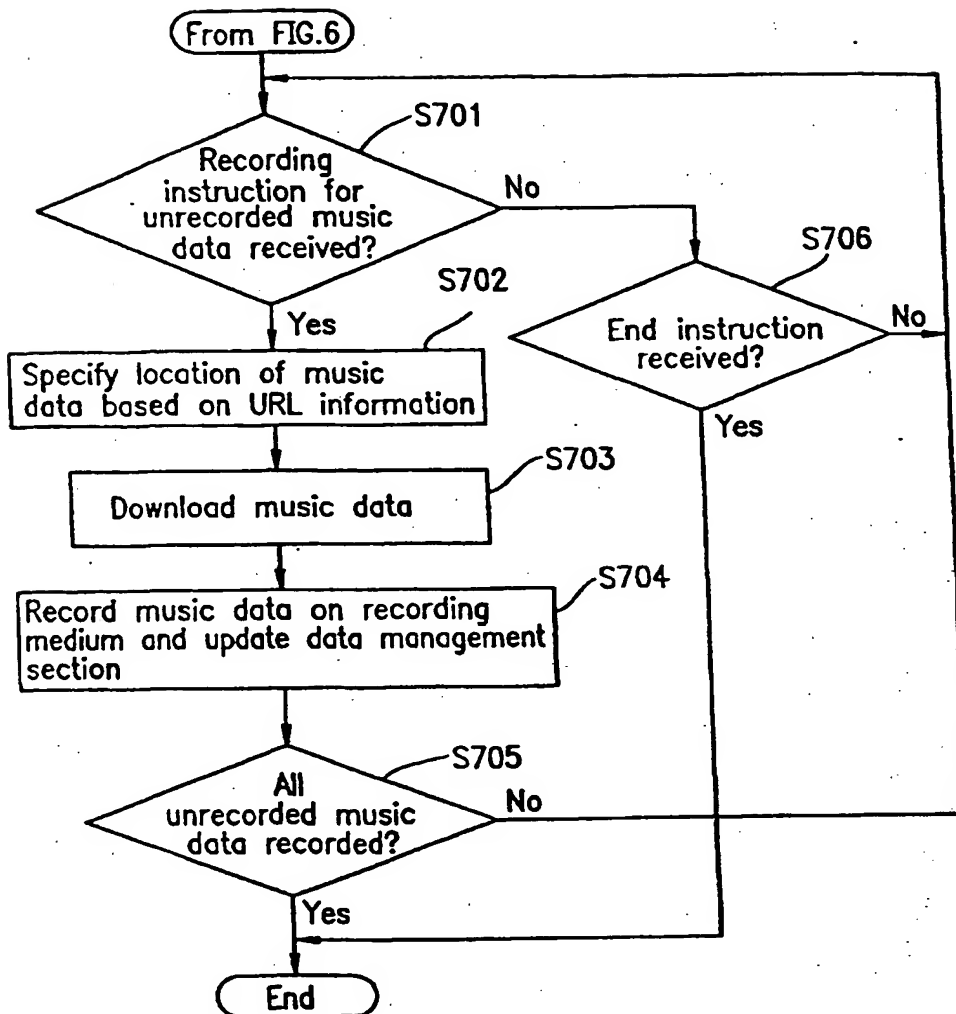 From FIG.6
S701
Recording
instruction for
unrecorded music
data received?
No
S706
End instruction
received?
No
Yes
S702
Yes
Specify location of music
data based on URL information
S703
Download music data
S704
Record music data on recording
medium and update data management
section
S705
All
unrecorded music
data recorded?
No
Yes
End